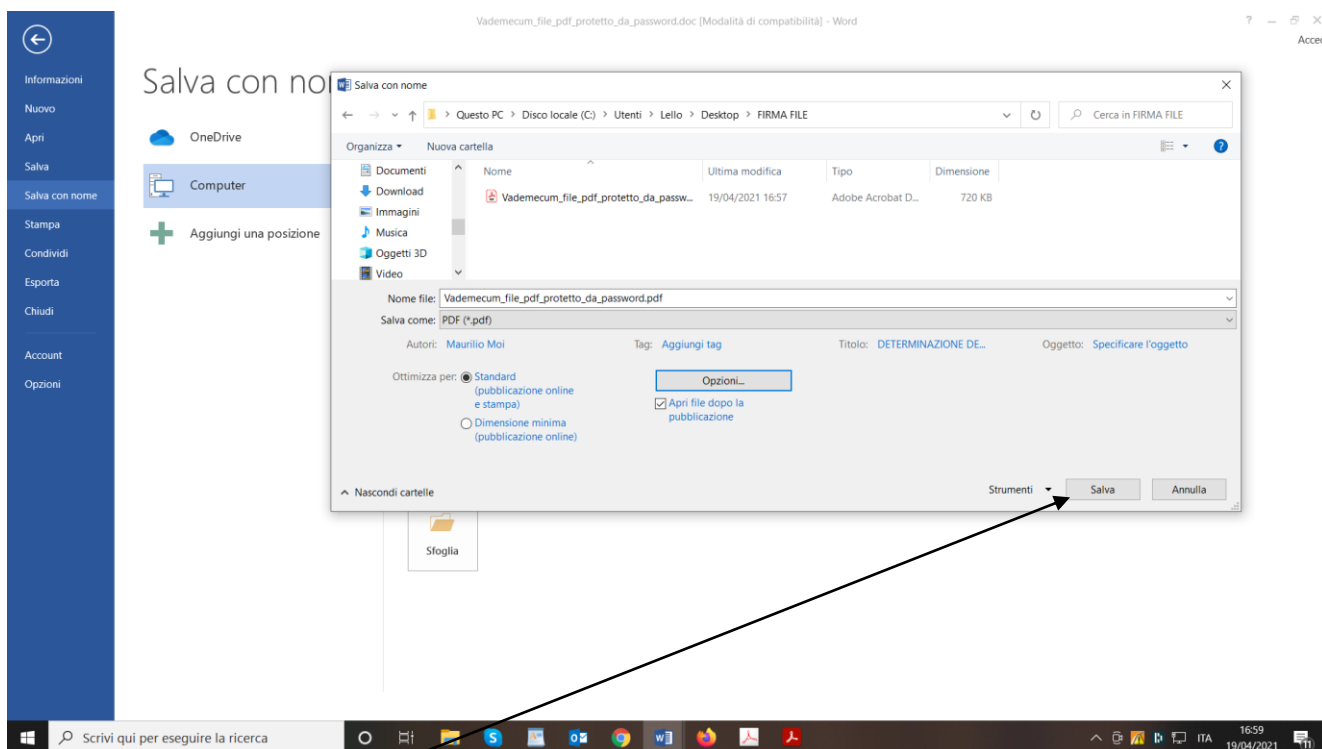 Vademecum_file_pdf_protetto_da_password.doc [Modalità di compatibilità] - Word
?
Acced
Informazioni
Nuovo
Apri
Salva
Salva con nome
Stampa
Condividi
Esporta
Chiudi
Account
Opzioni
Salva con no
OneDrive
Computer
Aggiungi una posizione
Sfoglia
Salva con nome
> Questo PC > Disco locale (C:) > Utenti > Lello > Desktop > FIRMA FILE
Cerca in FIRMA FILE
Organizza
Nuova cartella
?
Documenti
Download
Immagini
Musica
Oggetti 3D
Video
Nome Ultima modifica Tipo Dimensione
Vademecum_file_pdf_protetto_da_passw... 19/04/2021 16:57 Adobe Acrobat D... 720 KB
Nome file: Vademecum_file_pdf_protetto_da_password.pdf
Salva come: PDF (*.pdf)
Autori: Maurilio Moi Tag: Aggiungi tag Titolo: DETERMINAZIONE DE... Oggetto: Specificare l'oggetto
Ottimizza per: Standard
(pubblicazione online
e stampa)
Dimensione minima
(pubblicazione online)
Opzioni...
Apri file dopo la
pubblicazione
Nascondi cartelle
Strumenti Salva Annulla
Scrivi qui per eseguire la ricerca
ITA
16:59
19/04/2021
11